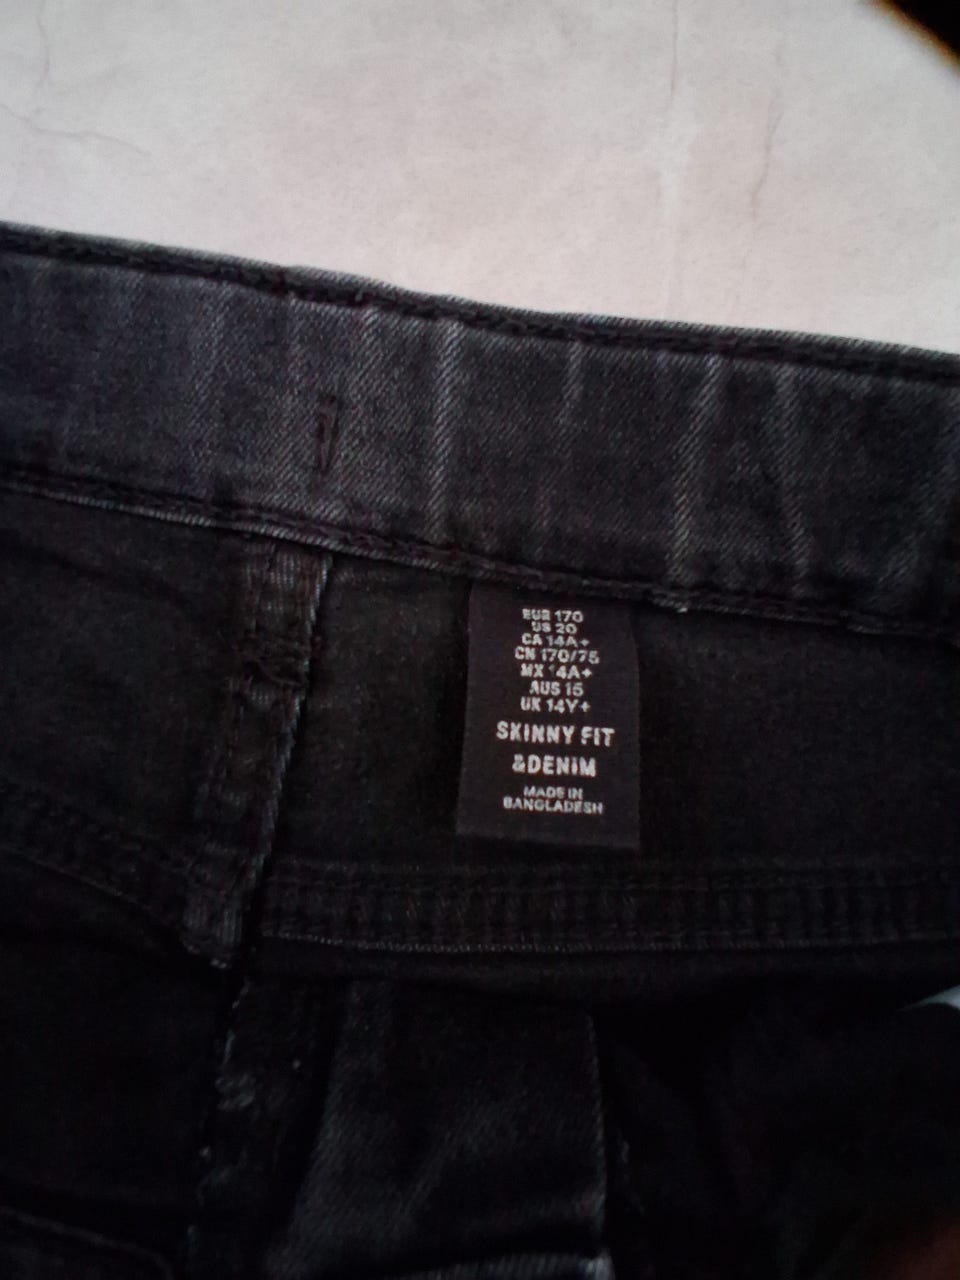 EUR 170
US 20
CA 14A+
CN 170/75
MX 14A+
AUS 15
UK 14Y+
SKINNY FIT
&DENIM
MADE IN
BANGLADESH